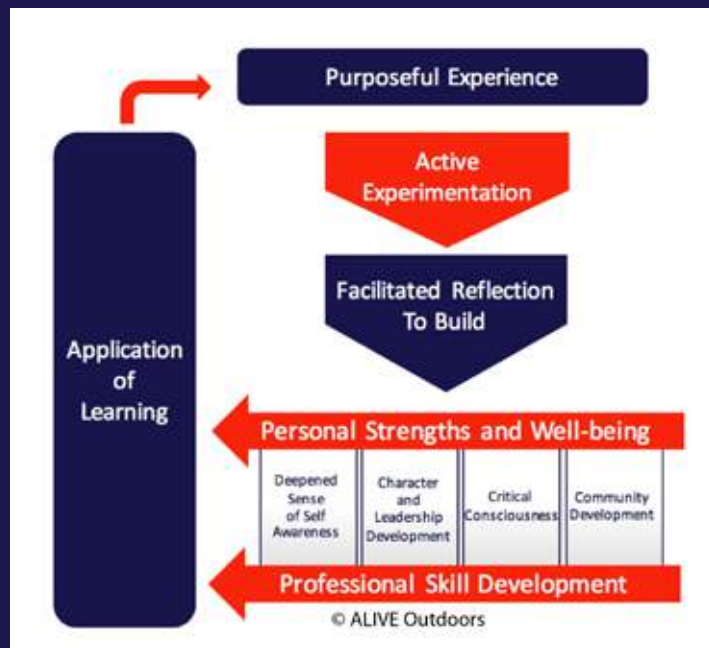 Purposeful Experience
Active
Experimentation
Facilitated Reflection
To Build
Application
of
Learning
Personal Strengths and Well-being
Deepened
Sense
of Self
Awareness
Character
and
Leadership
Development
Critical
Consciousness
Community
Development
Professional Skill Development
© ALIVE Outdoors